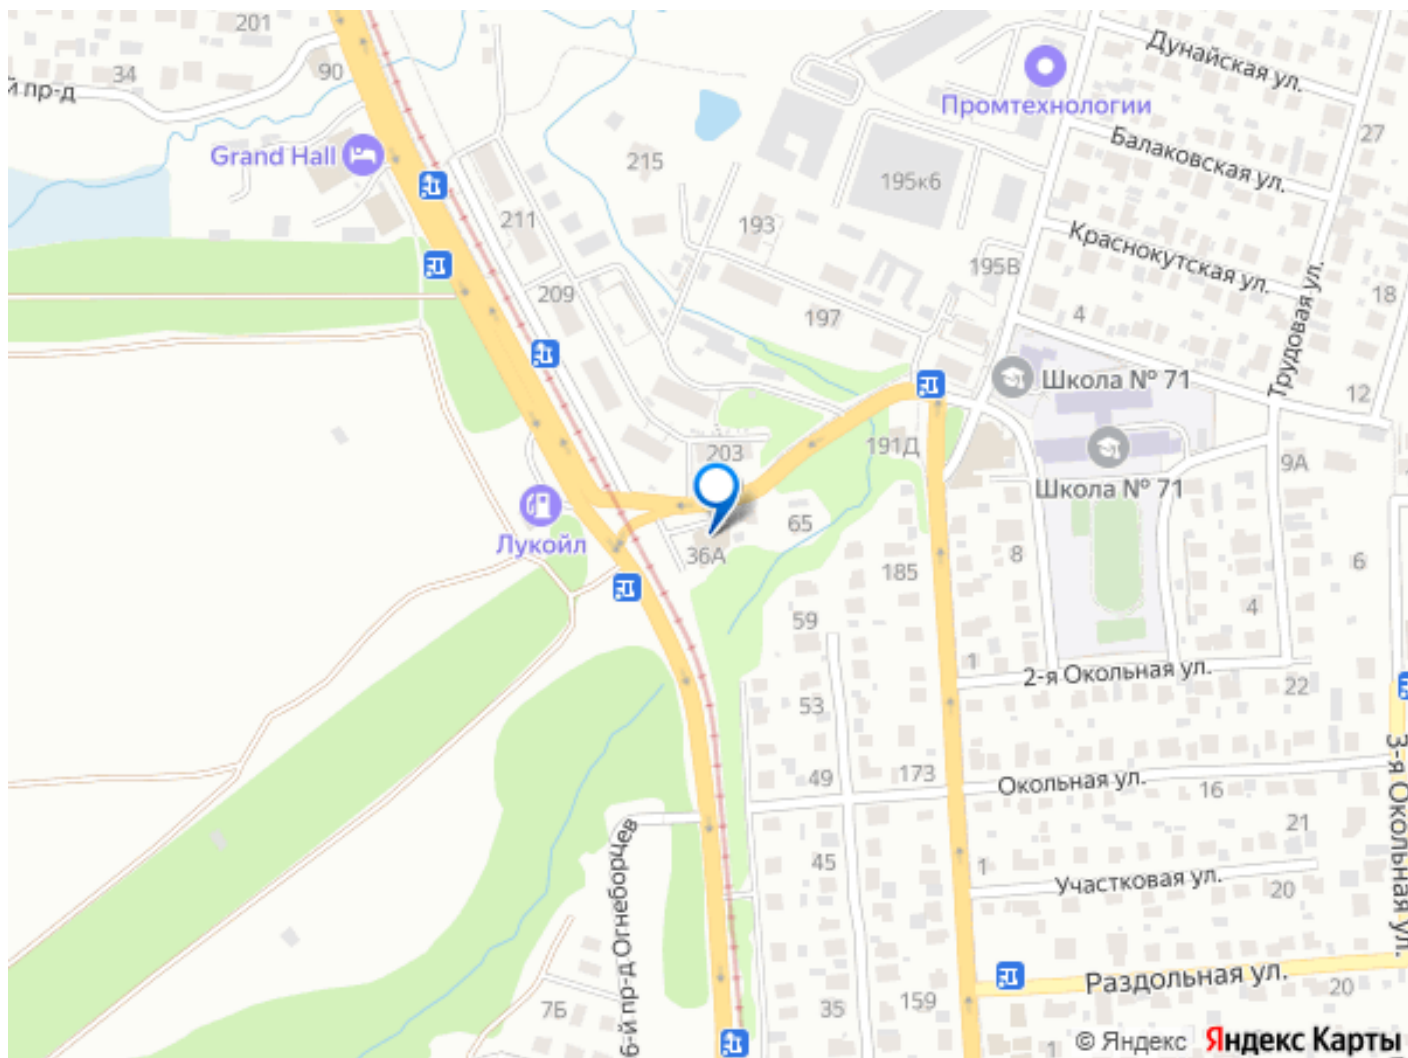 201
34
90
й пр-д
Grand Hall
Дунайская ул.
Промтехнологии
27
Балаковская ул.
215
195к6
211
193
Краснокутская ул.
195В
209
197
4
18
Трудовая ул.
Школа № 71
12
203
191Д
9А
Школа № 71
Лукойл
65
36А
8
6
185
59
4
1
2-я Окольная ул.
22
53
3-я Окольная ул.
49
173
Окольная ул.
16
21
6-й пр-д Огнеборчев
45
1
Участковая ул.
20
Раздольная ул.
20
7Б
35
159
1
© Яндекс Яндекс Карты